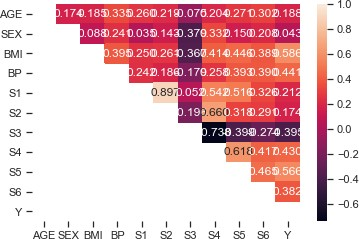 AGE 0.174 0.185 0.335 0.260 0.219 -0.075 0.204 0.271 0.302 0.188
SEX 0.088 0.241 0.035 0.143 -0.379 0.332 0.150 0.208 0.043
BMI 0.395 0.250 0.261 -0.367 0.414 0.446 0.389 0.586
BP 0.242 0.186 -0.179 0.258 0.393 0.390 0.441
S1 0.897 0.052 0.542 0.516 0.326 0.212
S2 -0.196 0.660 0.318 0.291 0.174
S3 -0.738 -0.399 -0.274 -0.395
S4 0.618 0.417 0.430
S5 0.465 0.566
S6 0.382
Y
AGE SEX BMI BP S1 S2 S3 S4 S5 S6 Y
1.0
0.8
0.6
0.4
0.2
0.0
−0.2
−0.4
−0.6